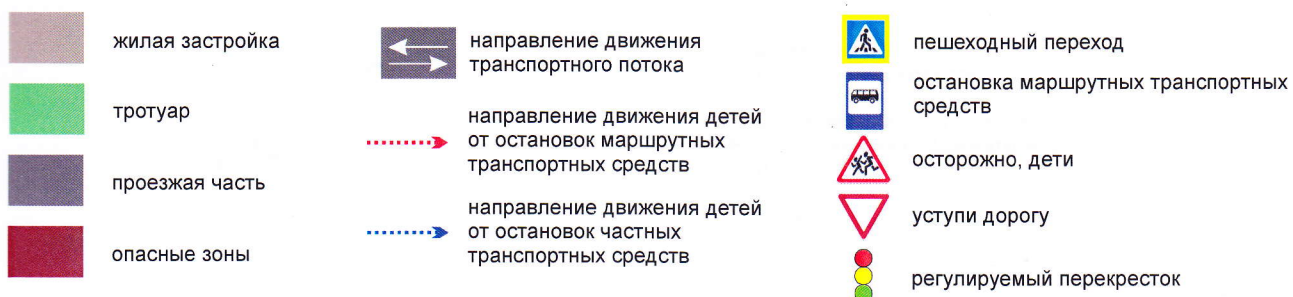 жилая застройка
тротуар
проезжая часть
опасные зоны
направление движения
транспортного потока
направление движения детей
от остановок маршрутных
транспортных средств
направление движения детей
от остановок частных
транспортных средств
пешеходный переход
остановка маршрутных транспортных
средств
осторожно, дети
уступи дорогу
регулируемый перекресток